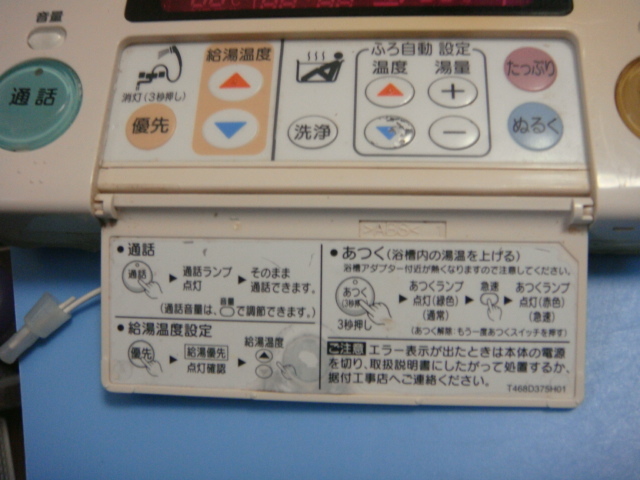 音量
通話
消灯(3秒押し)
優先
給湯温度
洗浄
ふろ自動 設定
温度 湯量
たっぷり
ぬるく
>ABS<
● 通話
通話 ▶ 通話ランプ点灯 ▶ そのまま通話できます。
(通話音量は、音量で調節できます。)
● 給湯温度設定
優先 ▶ 給湯優先 点灯確認 ▶ 給湯温度
● あつく(浴槽内の湯温を上げる)
浴槽アダプター付近が熱くなりますので注意してください。
あつく(3秒押し) ▶ あつくランプ点灯(緑色)(通常) ▶ 急速 ▶ あつくランプ点灯(赤色)(急速)
3秒押し
(あつく解除:もう一度あつくスイッチを押す)
ご注意 エラー表示が出たときは本体の電源
を切り、取扱説明書にしたがって処置するか、
据付工事店へご連絡ください。
T468D375H01